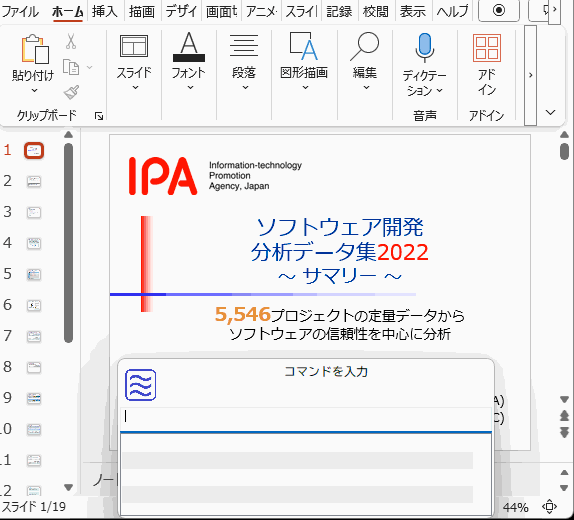 ファイル ホーム 挿入 描画 デザイ 画面切 アニメ スライ 記録 校閲 表示 ヘルプ
貼り付け スライド フォント 段落 図形描画 編集 ディクテーション アドイン
クリップボード 音声 アドイン
1
2
3
4
5
6
7
8
9
10
11
12
IPA
Information-technology
Promotion
Agency, Japan
ソフトウェア開発
分析データ集2022
～ サマリー ～
5,546プロジェクトの定量データから
ソフトウェアの信頼性を中心に分析
コマンドを入力
A)
C)
ノー
スライド 1/19 44%